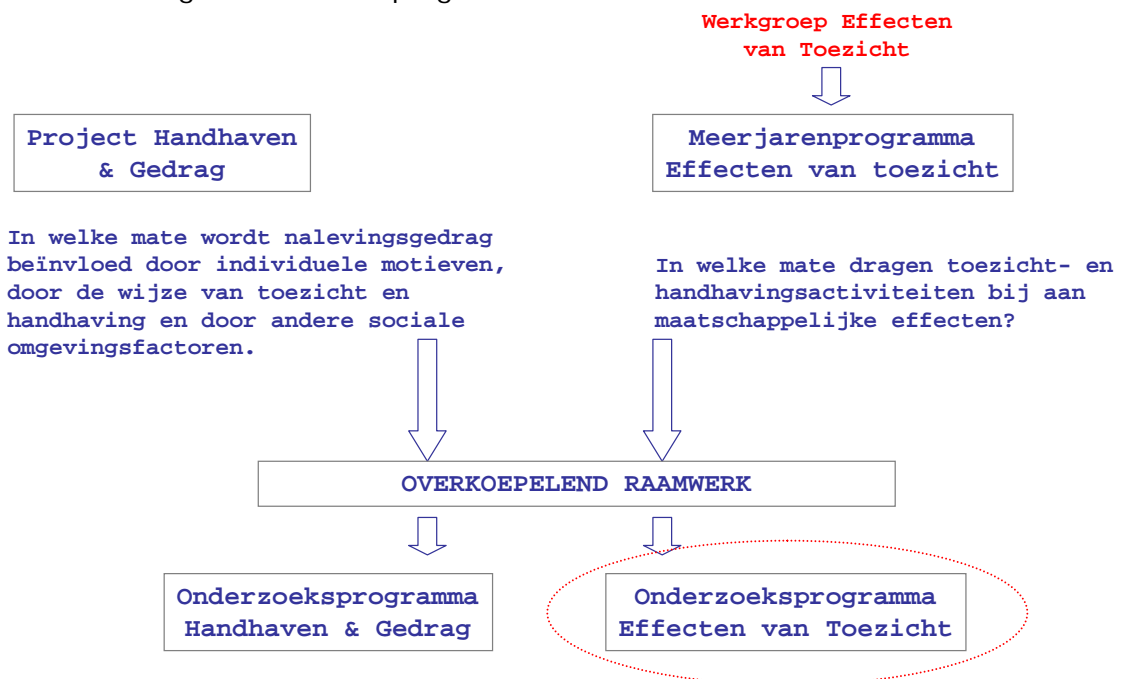 Werkgroep Effecten
van Toezicht
Project Handhaven
& Gedrag
Meerjarenprogramma
Effecten van toezicht
In welke mate wordt nalevingsgedrag
beïnvloed door individuele motieven,
door de wijze van toezicht en
handhaving en door andere sociale
omgevingsfactoren.
In welke mate dragen toezicht- en
handhavingsactiviteiten bij aan
maatschappelijke effecten?
OVERKOEPELEND RAAMWERK
Onderzoeksprogramma
Handhaven & Gedrag
Onderzoeksprogramma
Effecten van Toezicht